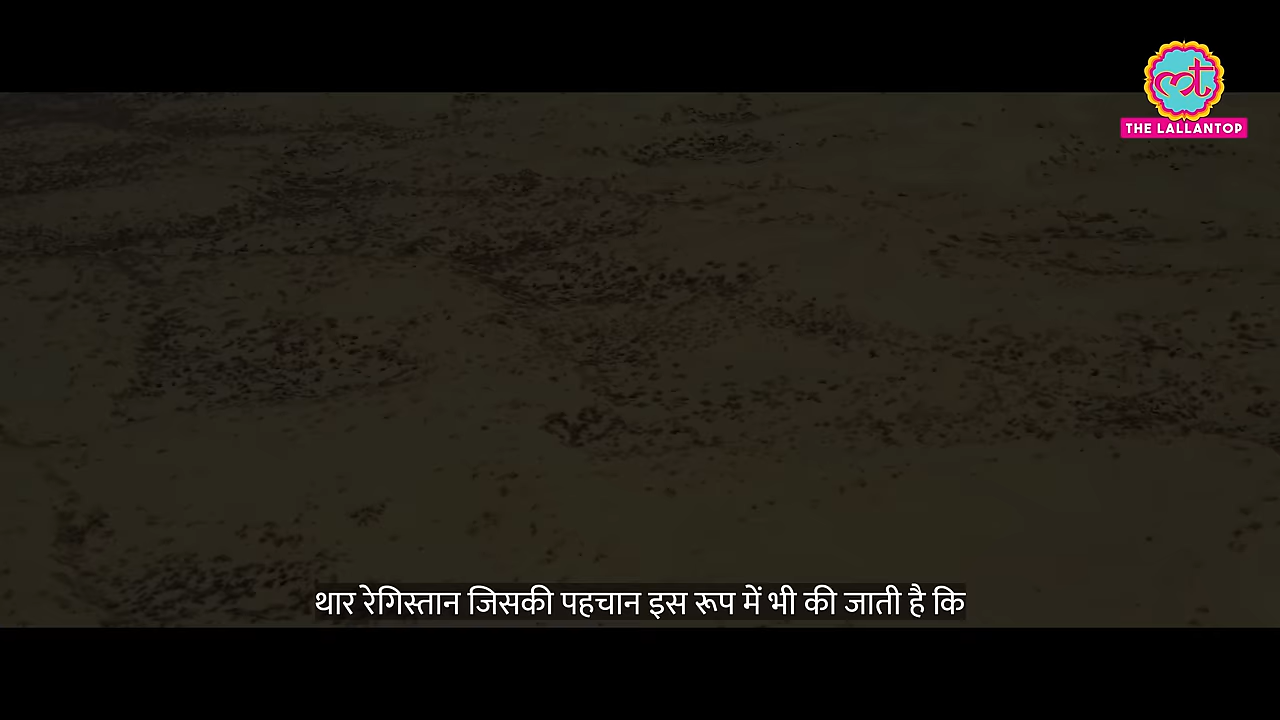 THE LALLANTOP
थार रेगिस्तान जिसकी पहचान इस रूप में भी की जाती है कि